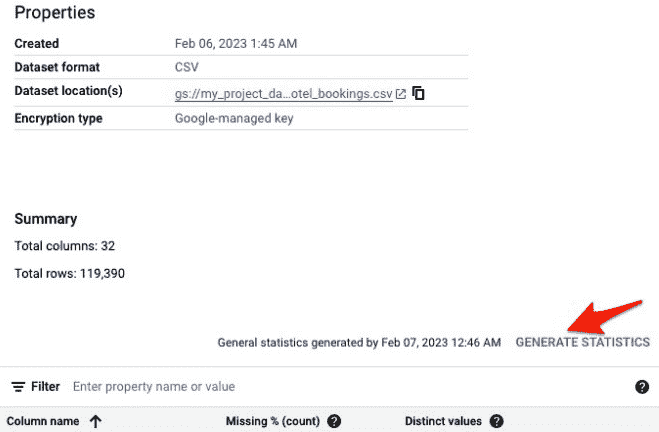 Properties
Created Feb 06, 2023 1:45 AM
Dataset format CSV
Dataset location(s) gs://my_project_da...otel_bookings.csv
Encryption type Google-managed key
Summary
Total columns: 32
Total rows: 119,390
General statistics generated by Feb 07, 2023 12:46 AM GENERATE STATISTICS
Filter Enter property name or value
Column name Missing % (count) Distinct values